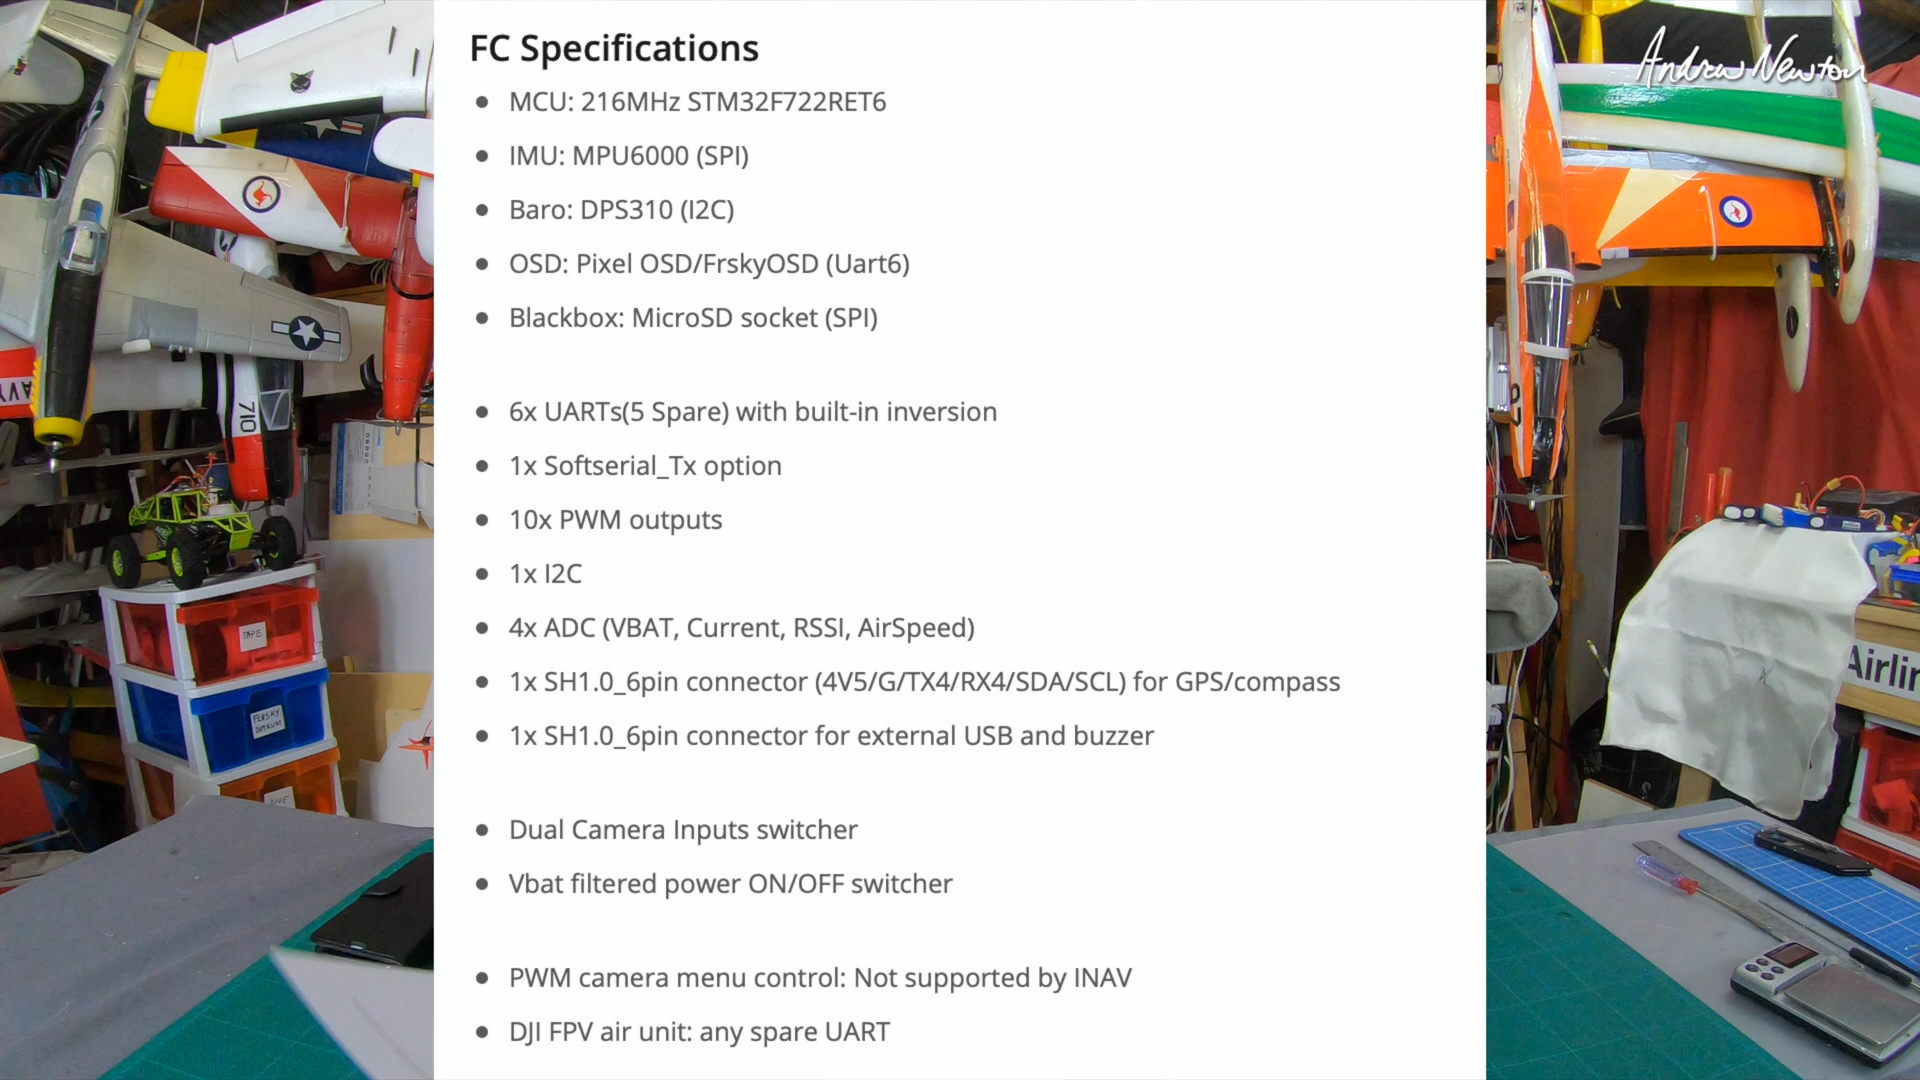 FC Specifications
Andrew Newton
MCU: 216MHz STM32F722RET6
IMU: MPU6000 (SPI)
Baro: DPS310 (I2C)
OSD: Pixel OSD/FrskyOSD (Uart6)
Blackbox: MicroSD socket (SPI)
6x UARTs(5 Spare) with built-in inversion
1x Softserial_Tx option
10x PWM outputs
1x I2C
4x ADC (VBAT, Current, RSSI, AirSpeed)
1x SH1.0_6pin connector (4V5/G/TX4/RX4/SDA/SCL) for GPS/compass
1x SH1.0_6pin connector for external USB and buzzer
Dual Camera Inputs switcher
Vbat filtered power ON/OFF switcher
PWM camera menu control: Not supported by INAV
DJI FPV air unit: any spare UART
710
TAPE